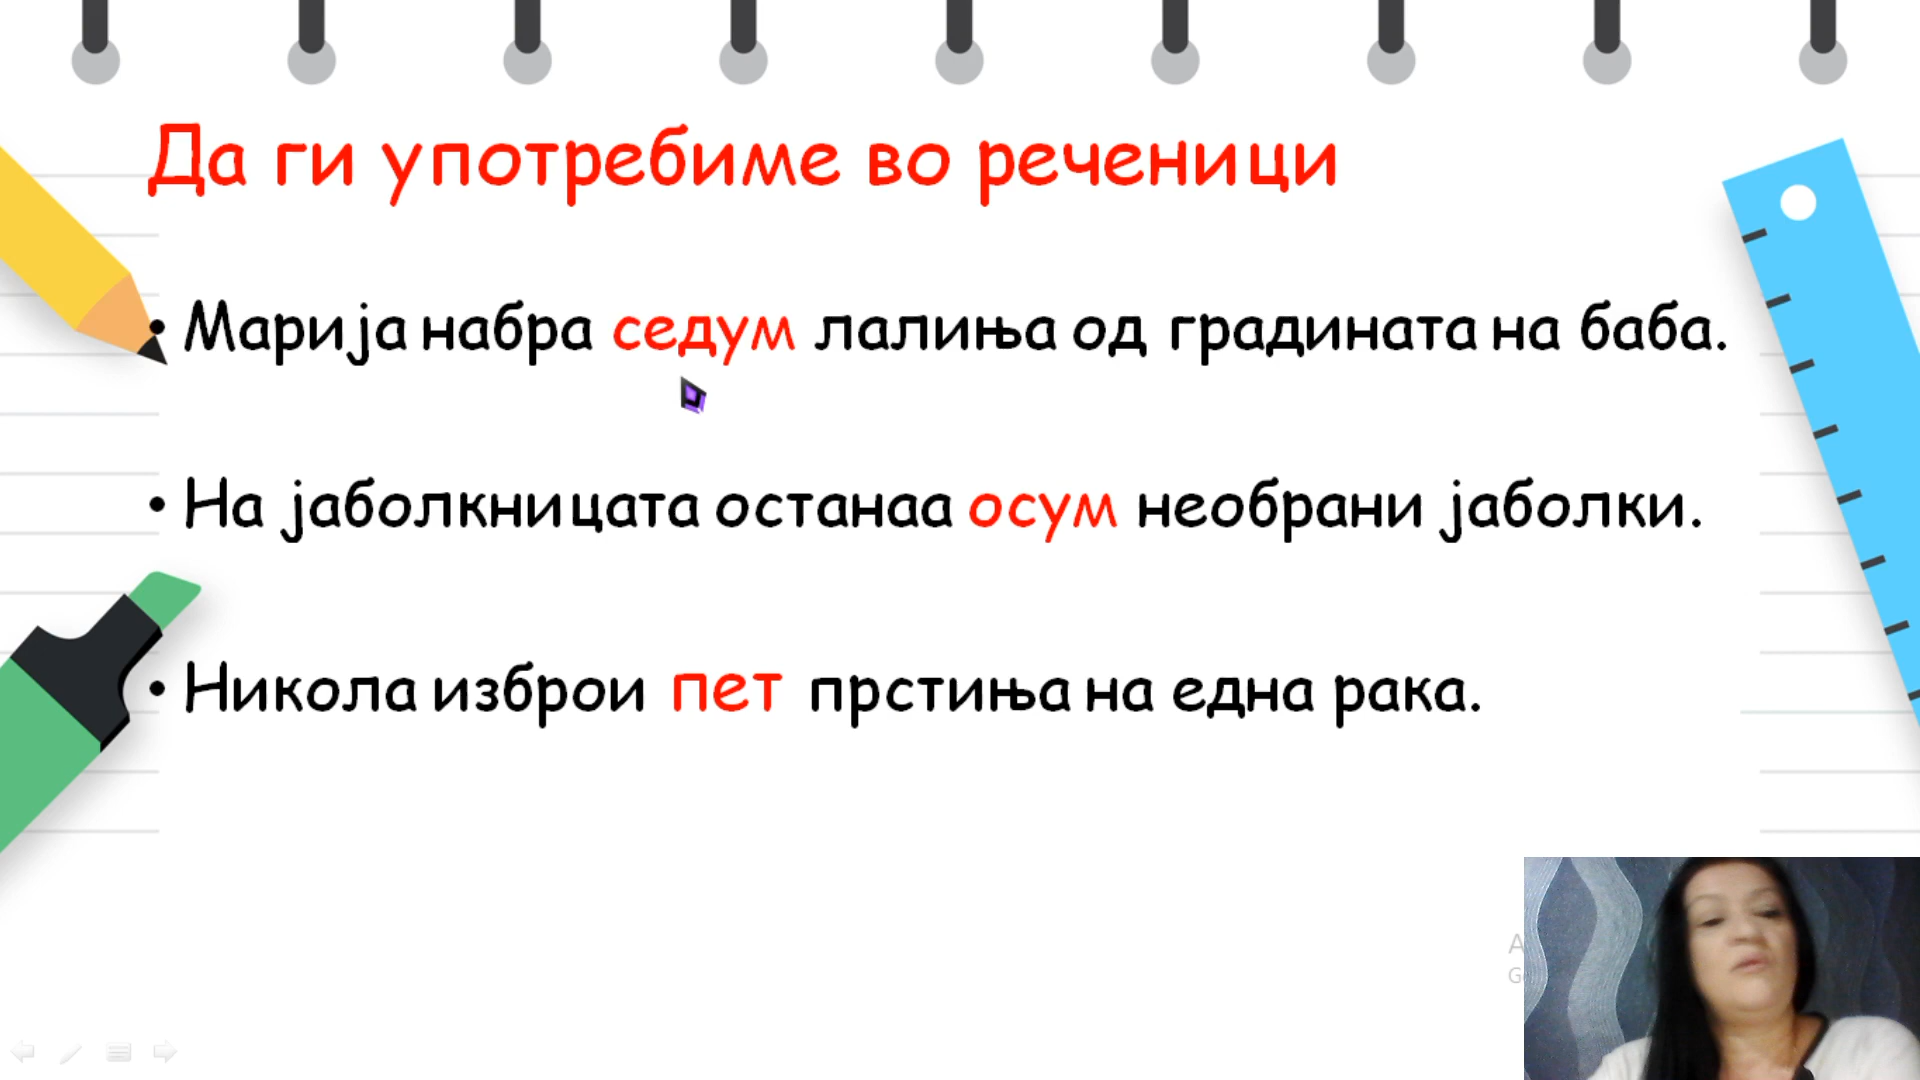 Да ги употребиме во реченици
• Марија набра седум лалиња од градината на баба.
• На јаболкницата останаа осум необрани јаболки.
• Никола изброи пет прстиња на една рака.